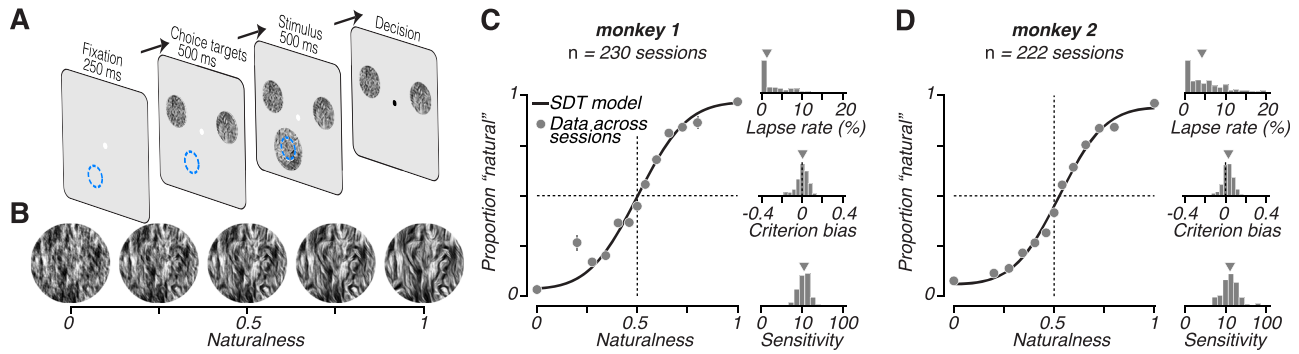 A
Fixation
250 ms
Choice targets
500 ms
Stimulus
500 ms
Decision
B
0
0.5
1
Naturalness
C
monkey 1
n = 230 sessions
Proportion “natural”
1
0
SDT model
Data across
sessions
0
0.5
1
Naturalness
0
10
20
Lapse rate (%)
-0.4
0
0.4
Criterion bias
0
10
100
Sensitivity
D
monkey 2
n = 222 sessions
Proportion “natural”
1
0
0
0.5
1
Naturalness
0
10
20
Lapse rate (%)
-0.4
0
0.4
Criterion bias
0
10
100
Sensitivity